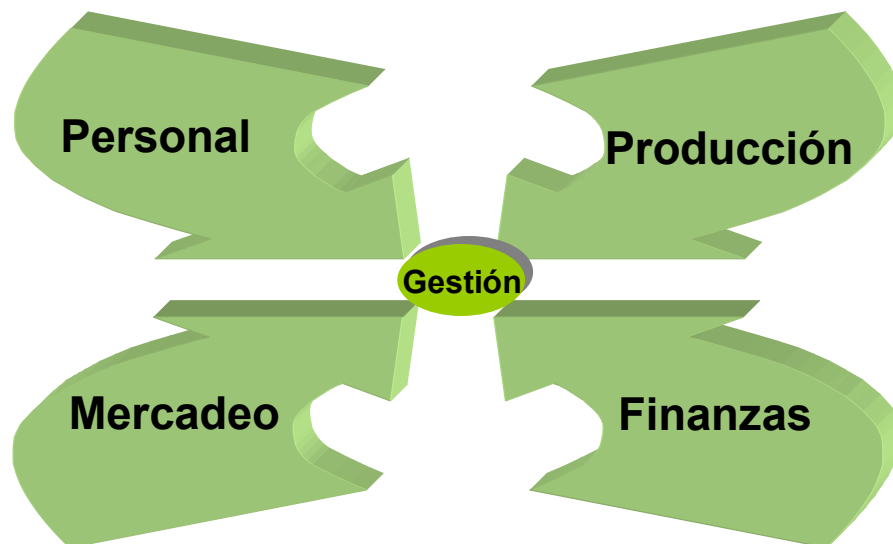 Personal
Producción
Gestión
Mercadeo
Finanzas